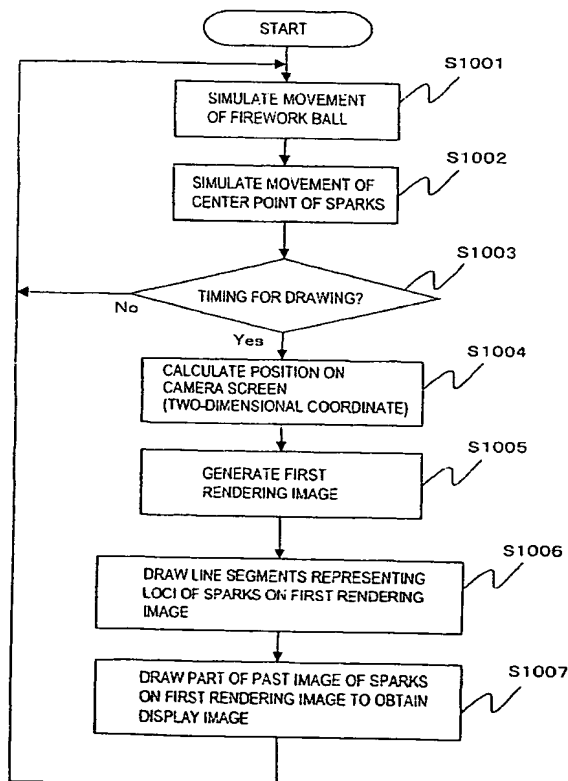 START
S1001
SIMULATE MOVEMENT
OF FIREWORK BALL
S1002
SIMULATE MOVEMENT OF
CENTER POINT OF SPARKS
S1003
TIMING FOR DRAWING?
No
Yes
S1004
CALCULATE POSITION ON
CAMERA SCREEN
(TWO-DIMENSIONAL COORDINATE)
S1005
GENERATE FIRST
RENDERING IMAGE
S1006
DRAW LINE SEGMENTS REPRESENTING
LOCI OF SPARKS ON FIRST RENDERING
IMAGE
S1007
DRAW PART OF PAST IMAGE OF SPARKS
ON FIRST RENDERING IMAGE TO OBTAIN
DISPLAY IMAGE